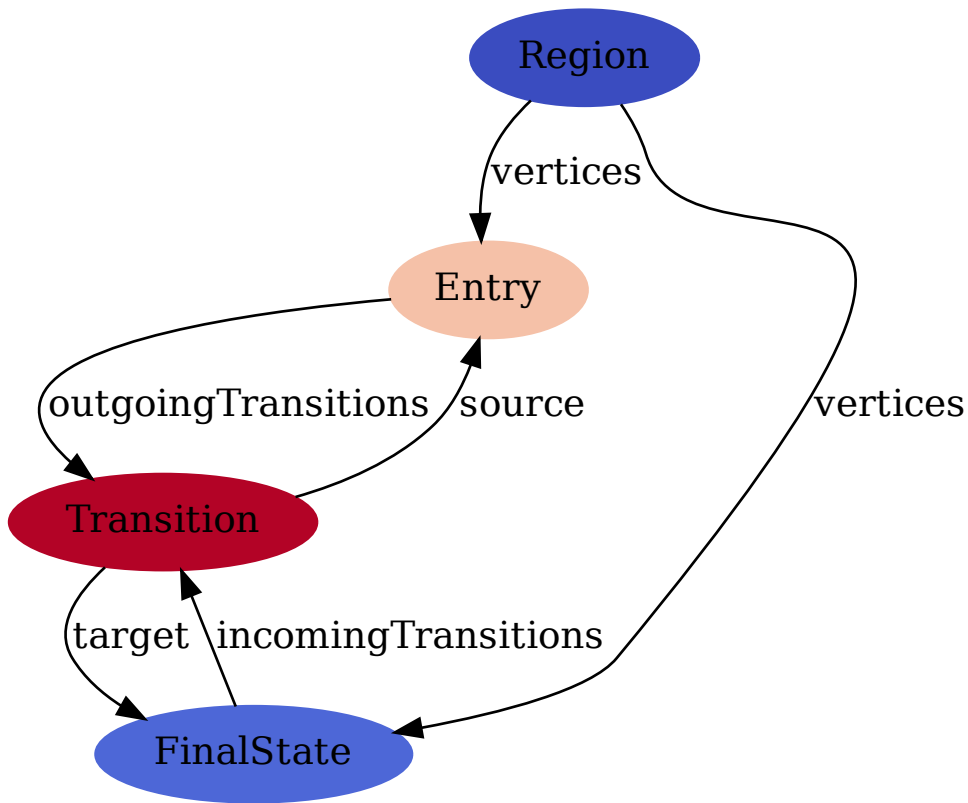 Region
vertices
Entry
outgoingTransitions
source
vertices
Transition
target
incomingTransitions
FinalState